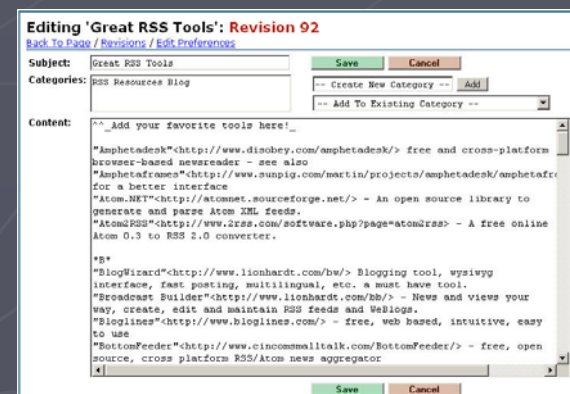 Editing 'Great RSS Tools': Revision 92
Back To Page / Revisions / Edit Preferences
Subject: Great RSS Tools Save Cancel
Categories: RSS Resources Blog -- Create New Category -- Add
-- Add To Existing Category --
Content: ^^_Add your favorite tools here!_
"Amphetadesk"<http://www.disobey.com/amphetadesk/> free and cross-platform
browser-based newsreader - see also
"Amphetaframes"<http://www.sunpig.com/martin/projects/amphetadesk/amphetafr
for a better interface
"Atom.NET"<http://atomnet.sourceforge.net/> - An open source library to
generate and parse Atom XML feeds.
"Atom2RSS"<http://www.2rss.com/software.php?page=atom2rss> - A free online
Atom 0.3 to RSS 2.0 converter.
*B*
"BlogWizard"<http://www.lionhardt.com/bw/> Blogging tool, wysiwyg
interface, fast posting, multilingual, etc. a must have tool.
"Broadcast Builder"<http://www.lionhardt.com/bb/> - News and views your
way, create, edit and maintain RSS feeds and WeBlogs.
"Bloglines"<http://www.bloglines.com/> - free, web based, intuitive, easy
to use
"BottomFeeder"<http://www.cincomsmalltalk.com/BottomFeeder/> - free, open
source, cross platform RSS/Atom news aggregator
Save Cancel